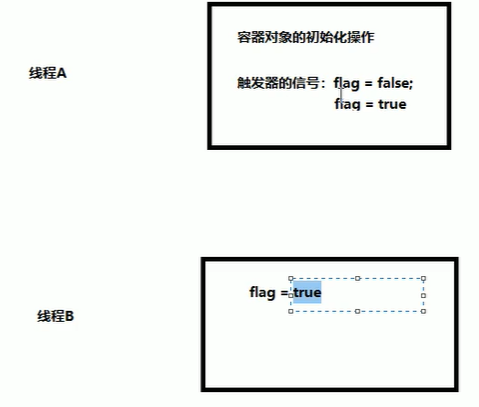 容器对象的初始化操作
线程A
触发器的信号：flag = false;
flag = true
flag = true
线程B